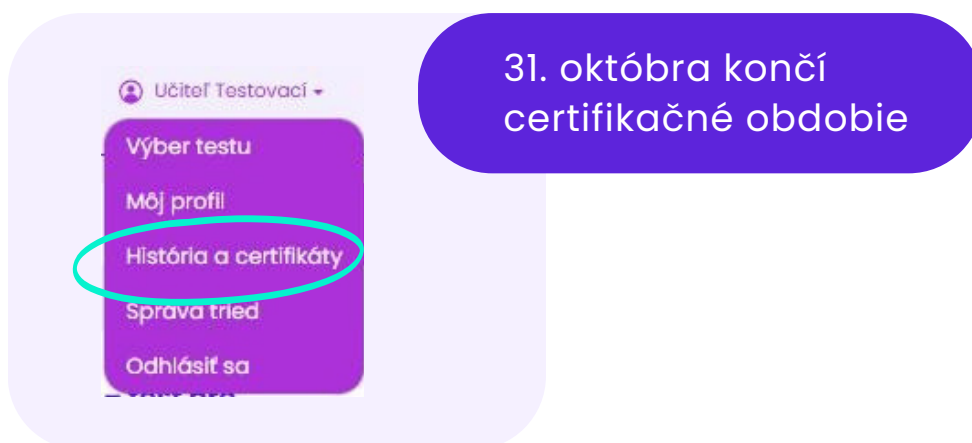 31. októbra končí
certifikačné obdobie
Učiteľ Testovací
Výber testu
Môj profil
História a certifikáty
Správa tried
Odhlásiť sa